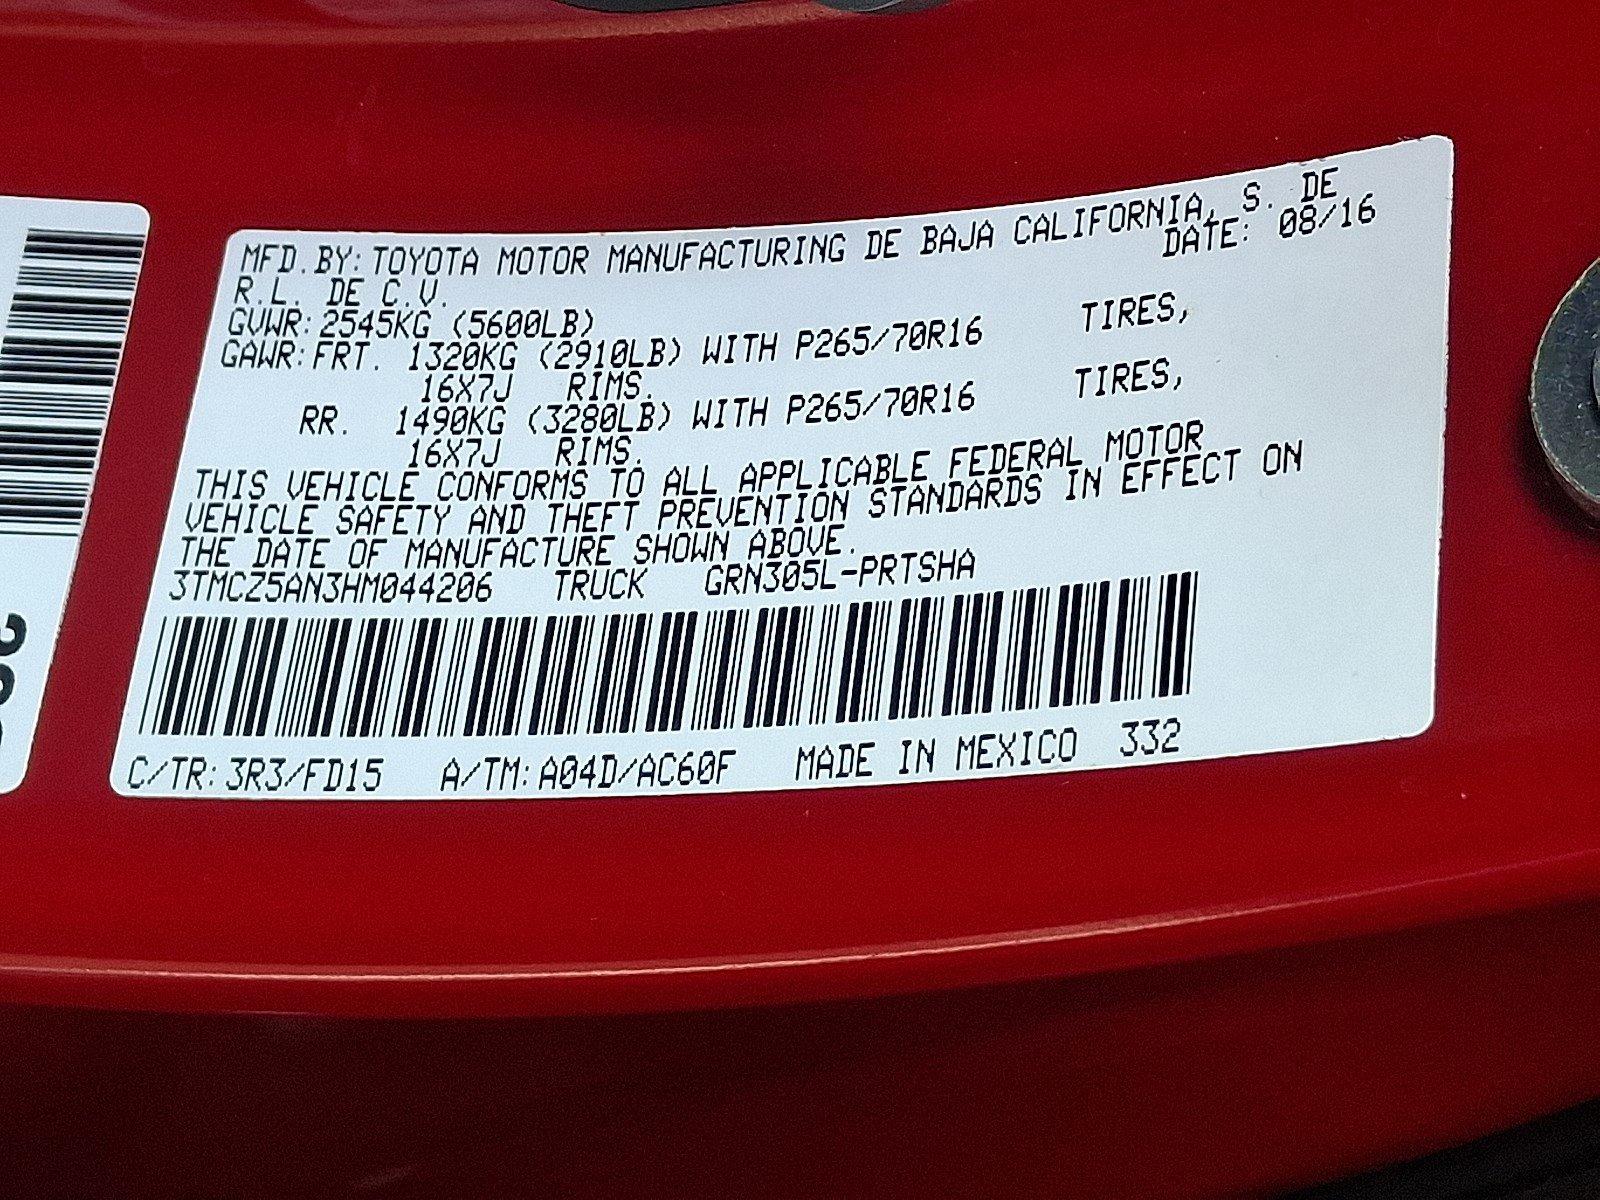 MFD. BY: TOYOTA MOTOR MANUFACTURING DE BAJA CALIFORNIA, S. DE
R.L. DE C.V. DATE: 08/16
GVWR: 2545KG (5600LB)
GAWR: FRT. 1320KG (2910LB) WITH P265/70R16 TIRES,
16X7J RIMS.
RR. 1490KG (3280LB) WITH P265/70R16 TIRES,
16X7J RIMS.
THIS VEHICLE CONFORMS TO ALL APPLICABLE FEDERAL MOTOR
VEHICLE SAFETY AND THEFT PREVENTION STANDARDS IN EFFECT ON
THE DATE OF MANUFACTURE SHOWN ABOVE.
3TMCZ5AN3HM044206 TRUCK GRN305L-PRTSHA
C/TR: 3R3/FD15 A/TM: A04D/AC60F MADE IN MEXICO 332